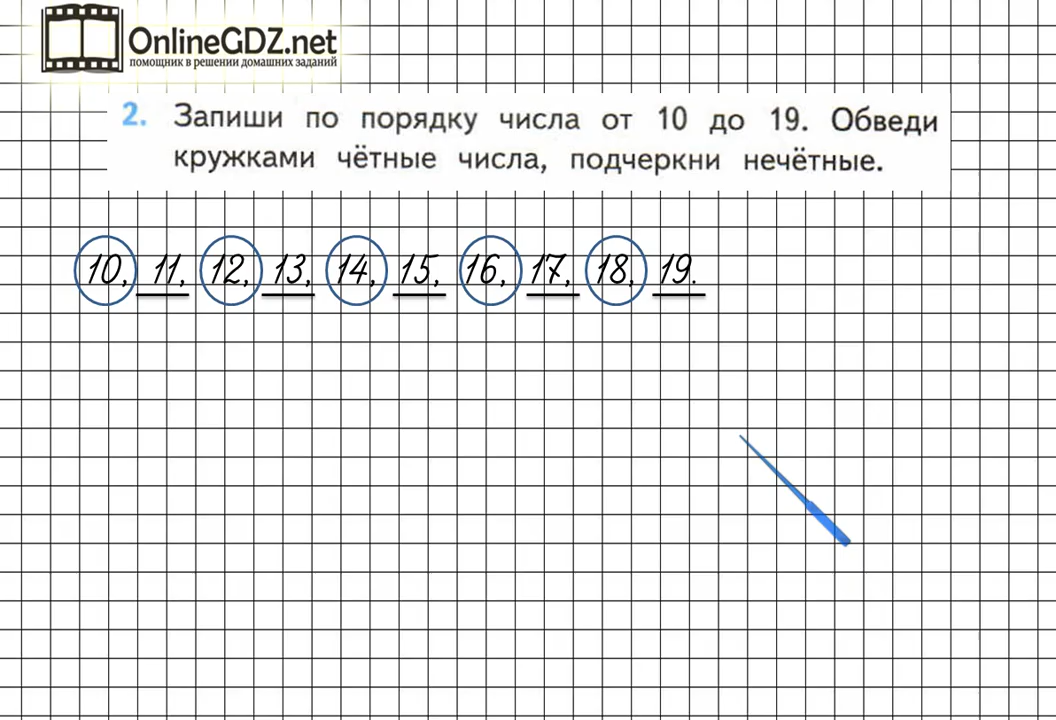 OnlineGDZ.net
помощник в решении домашних заданий
2. Запиши по порядку числа от 10 до 19. Обведи
кружками чётные числа, подчеркни нечётные.
10, 11, 12, 13, 14, 15, 16, 17, 18, 19.